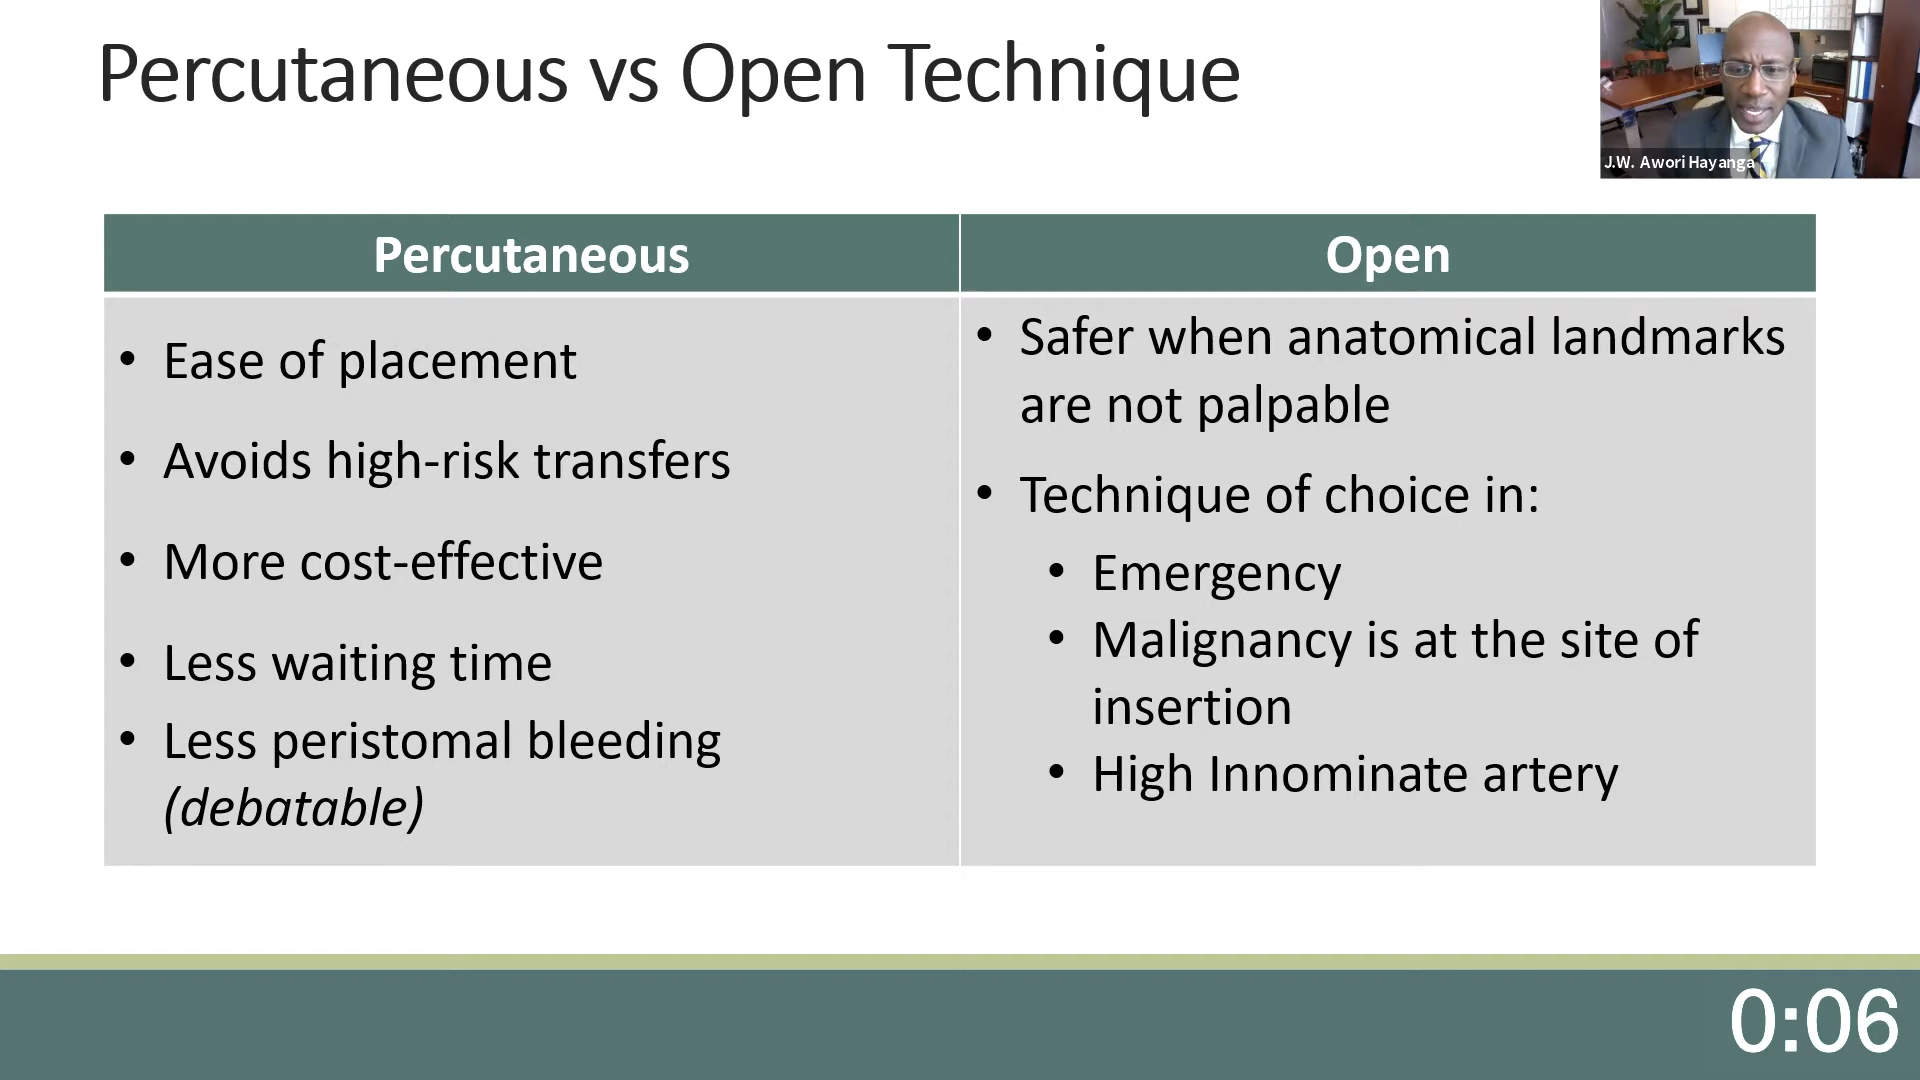 Percutaneous vs Open Technique
J.W. Awori Hayanga
Percutaneous
• Ease of placement
• Avoids high-risk transfers
• More cost-effective
• Less waiting time
• Less peristomal bleeding
(debatable)
Open
• Safer when anatomical landmarks
are not palpable
• Technique of choice in:
• Emergency
• Malignancy is at the site of
insertion
• High Innominate artery
0:06